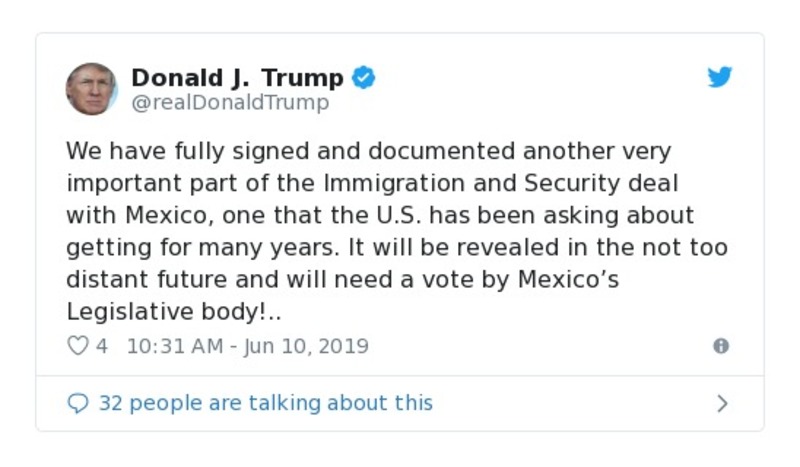 Donald J. Trump
@realDonaldTrump
We have fully signed and documented another very
important part of the Immigration and Security deal
with Mexico, one that the U.S. has been asking about
getting for many years. It will be revealed in the not too
distant future and will need a vote by Mexico’s
Legislative body!..
4 10:31 AM - Jun 10, 2019
32 people are talking about this